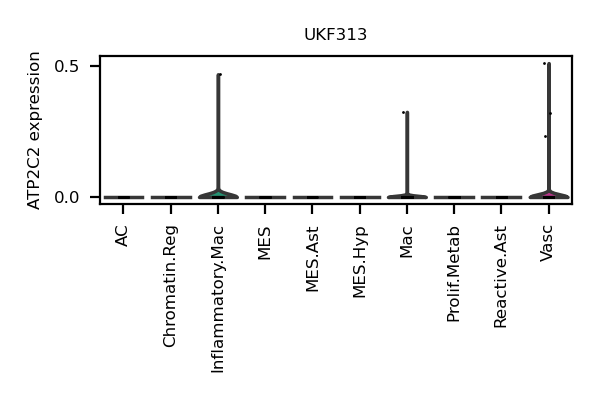 UKF313
ATP2C2 expression
0.5
0.0
AC
Chromatin.Reg
Inflammatory.Mac
MES
MES.Ast
MES.Hyp
Mac
Prolif.Metab
Reactive.Ast
Vasc